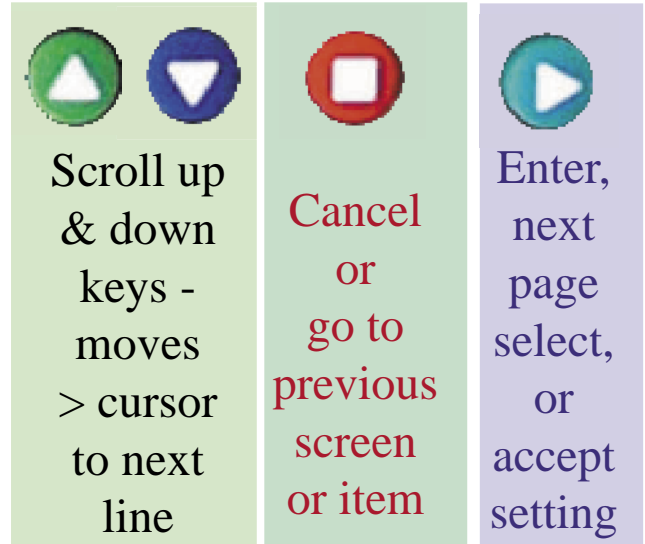 Scroll up
& down
keys -
moves
> cursor
to next
line
Cancel
or
go to
previous
screen
or item
Enter,
next
page
select,
or
accept
setting